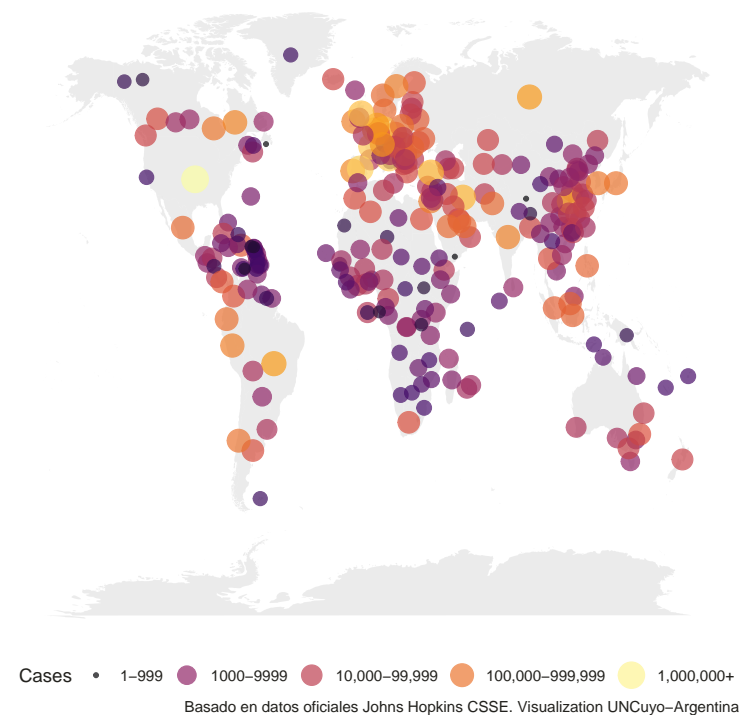 Cases 1−999 1000−9999 10,000−99,999 100,000−999,999 1,000,000+
Basado en datos oficiales Johns Hopkins CSSE. Visualization UNCuyo−Argentina